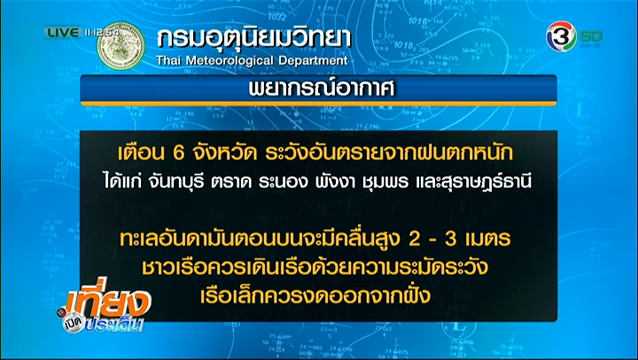 LIVE 11:12:54
กรมอุตุนิยมวิทยา
Thai Meteorological Department
3 SD
พยากรณ์อากาศ
เตือน 6 จังหวัด ระวังอันตรายจากฝนตกหนัก
ได้แก่ จันทบุรี ตราด ระนอง พังงา ชุมพร และสุราษฎร์ธานี
ทะเลอันดามันตอนบนจะมีคลื่นสูง 2 - 3 เมตร
ชาวเรือควรเดินเรือด้วยความระมัดระวัง
เรือเล็กควรงดออกจากฝั่ง
เที่ยง
เปิด
ประเด็น